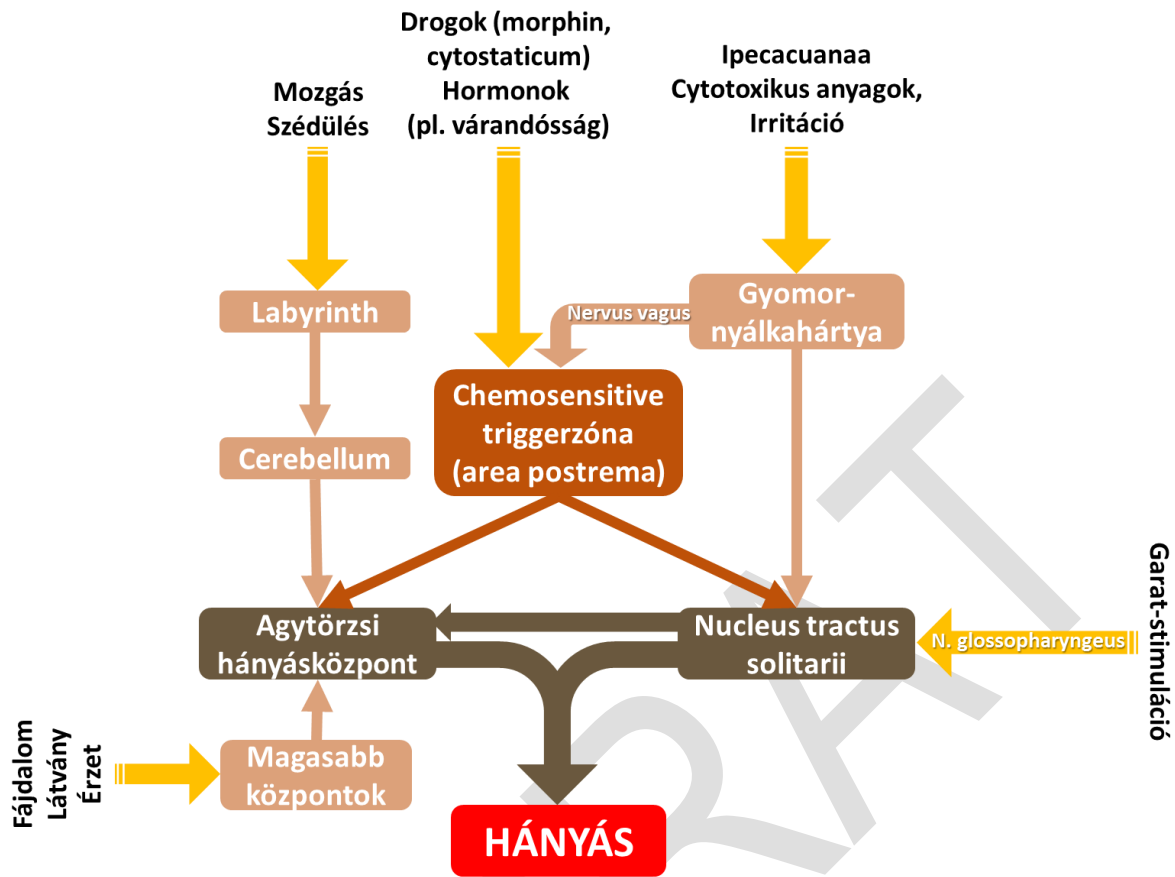 Drogok (morphin,
cytostaticum)
Hormonok
(pl. várandósság)
Ipecacuanaa
Cytotoxikus anyagok,
Irritáció
Mozgás
Szédülés
Labyrinth
Nervus vagus
Gyomor-
nyálkahártya
Chemosensitive
triggerzóna
(area postrema)
Cerebellum
Agytörzsi
hányásközpont
Nucleus tractus
solitarii
N. glossopharyngeus
Garat-stimuláció
Fájdalom
Látvány
Érzet
Magasabb
központok
HÁNYÁS